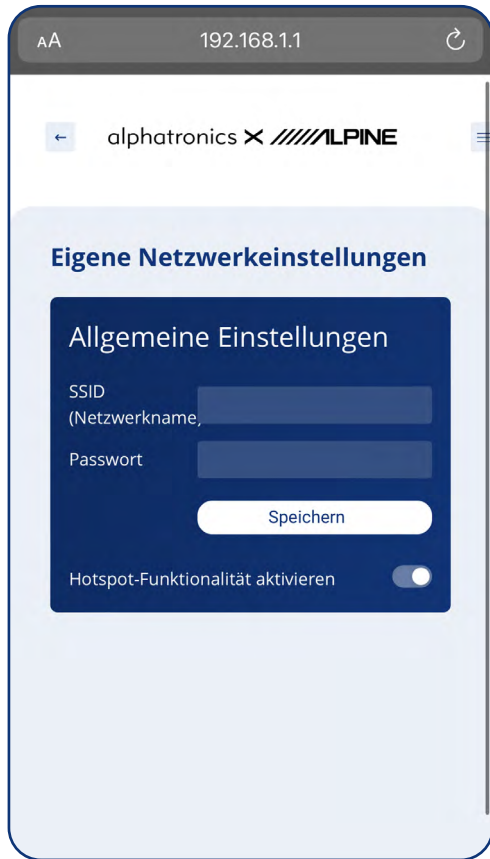 AA 192.168.1.1
alphatronics X ALPINE
Eigene Netzwerkeinstellungen
Allgemeine Einstellungen
SSID
(Netzwerkname,
Passwort
Speichern
Hotspot-Funktionalität aktivieren